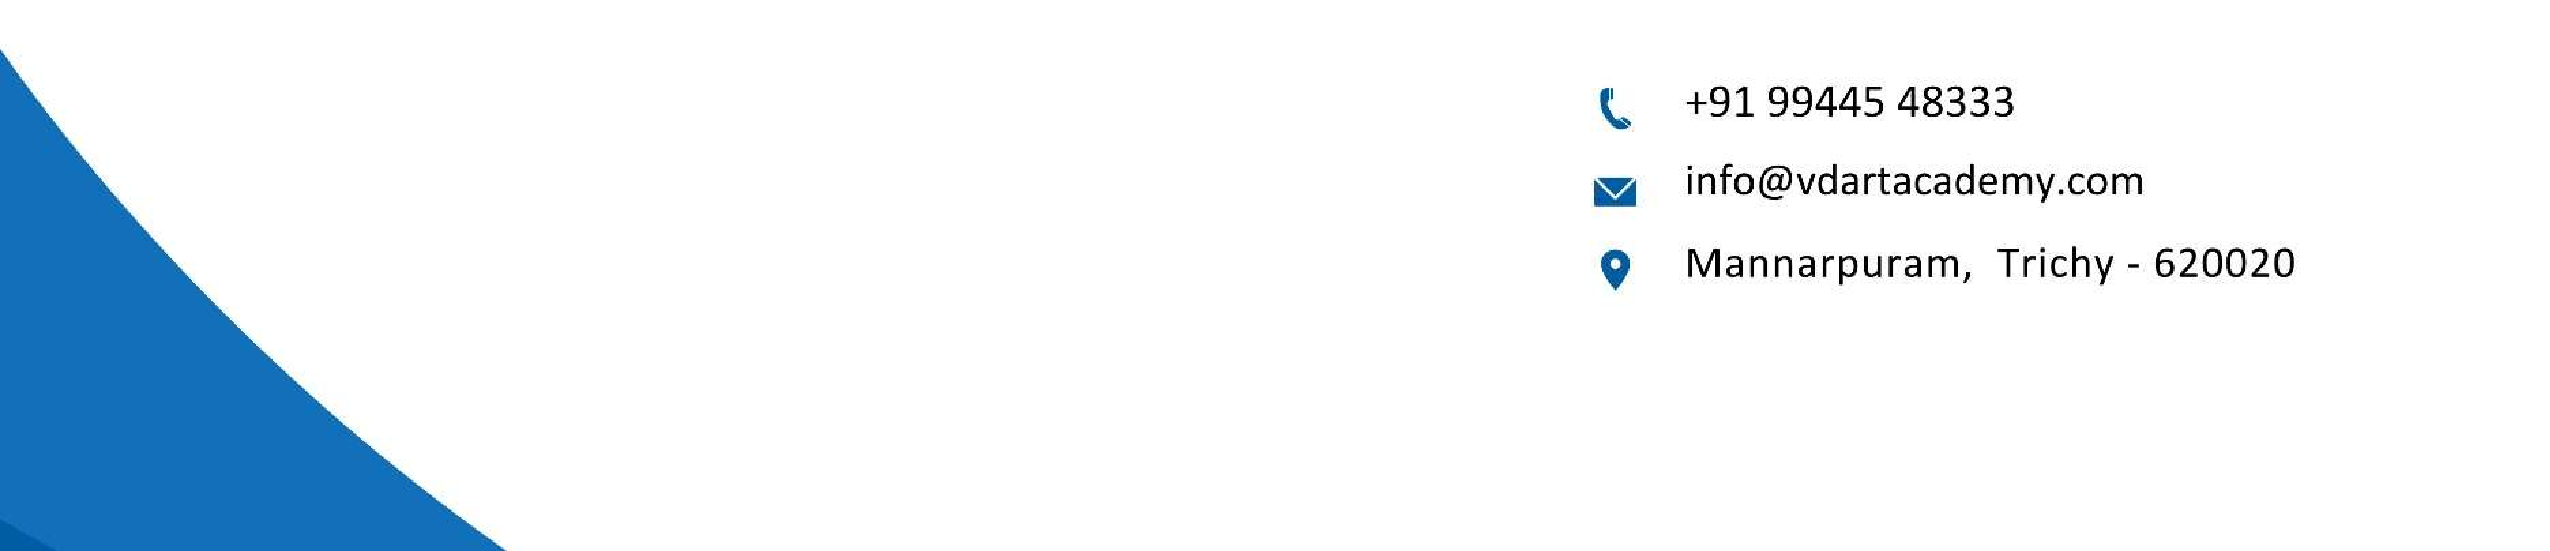 +91 99445 48333
info@vdartacademy.com
Mannarpuram, Trichy - 620020